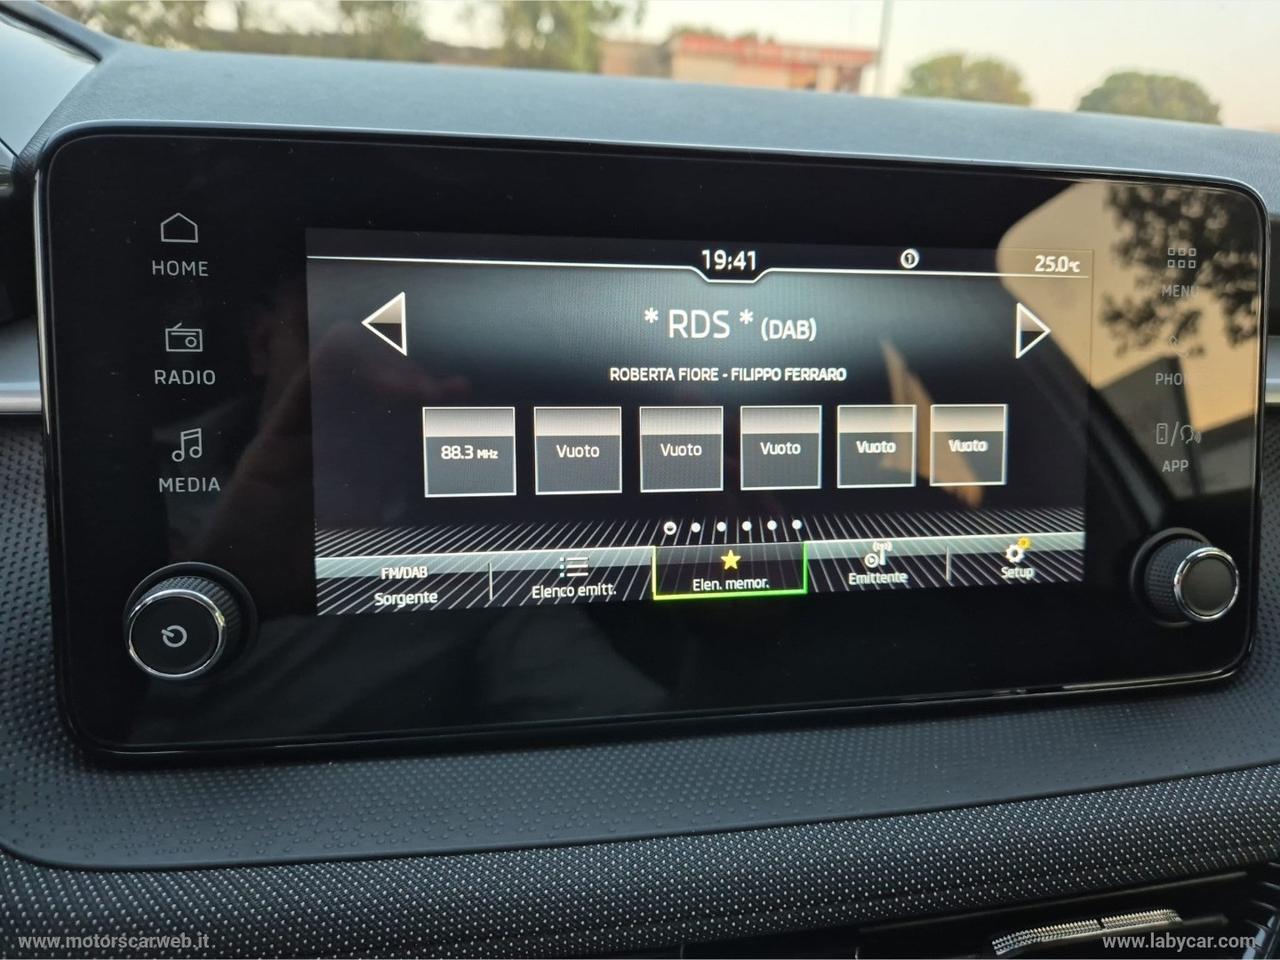 HOME
RADIO
MEDIA
19:41
25.0°C
* RDS * (DAB)
ROBERTA FIORE - FILIPPO FERRARO
88.3 MHz
Vuoto
Vuoto
Vuoto
Vuoto
Vuoto
FM/DAB
Sorgente
Elenco emitt.
Elen. memor.
Emittente
Setup
MENU
PHONE
APP
www.motorscarweb.it
www.labycar.com